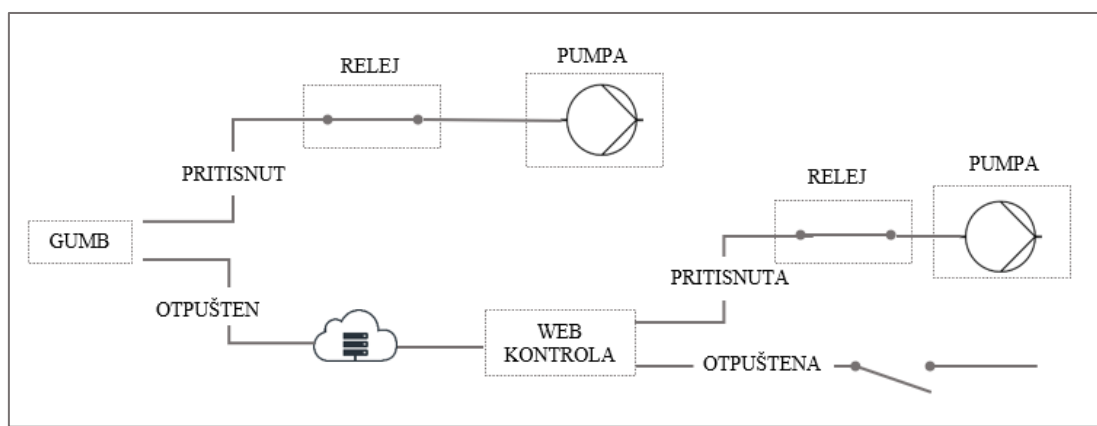 PUMPA
RELEJ
PRITISNUT
GUMB
OTPUŠTEN
WEB
KONTROLA
PRITISNUTA
RELEJ
PUMPA
OTPUŠTENA